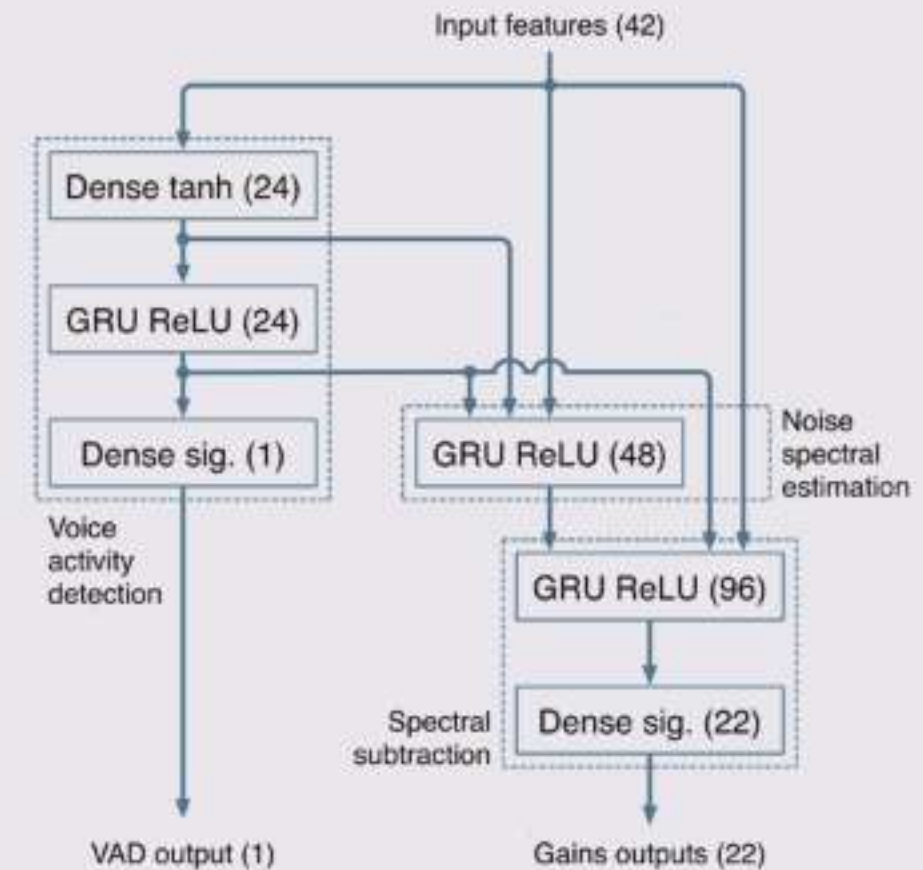 Input features (42)
Dense tanh (24)
GRU ReLU (24)
Dense sig. (1)
Voice
activity
detection
GRU ReLU (48)
Noise
spectral
estimation
GRU ReLU (96)
Dense sig. (22)
Spectral
subtraction
VAD output (1)
Gains outputs (22)